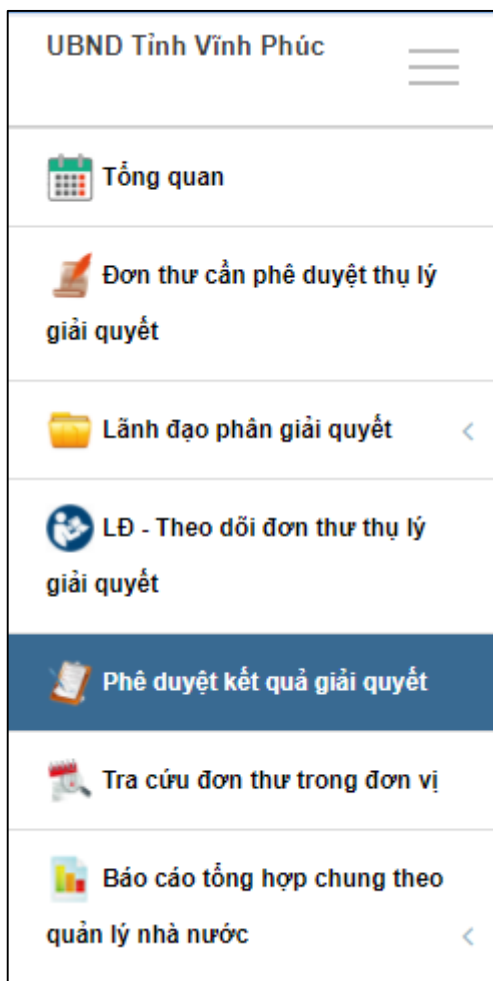 UBND Tỉnh Vĩnh Phúc
Tổng quan
Đơn thư cần phê duyệt thụ lý
giải quyết
Lãnh đạo phân giải quyết
LĐ - Theo dõi đơn thư thụ lý
giải quyết
Phê duyệt kết quả giải quyết
Tra cứu đơn thư trong đơn vị
Báo cáo tổng hợp chung theo
quản lý nhà nước